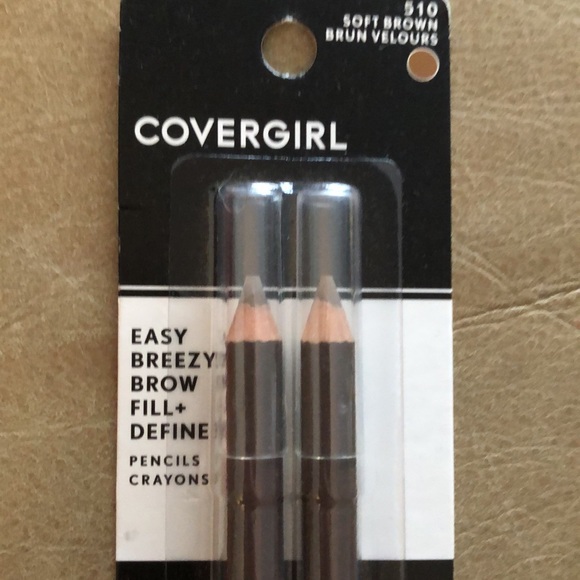 510
SOFT BROWN
BRUN VELOURS
COVERGIRL
EASY
BREEZY
BROW
FILL+
DEFINE
PENCILS
CRAYONS